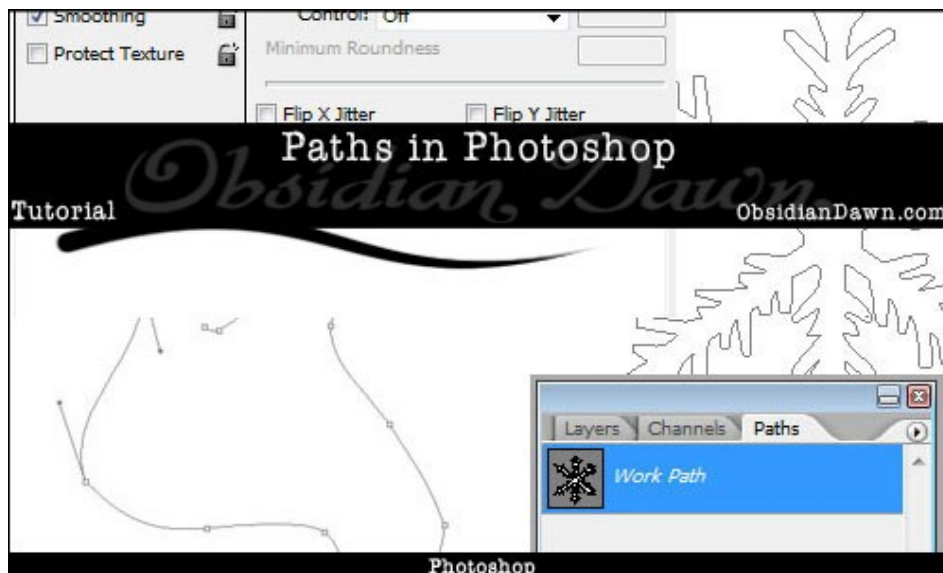 Smoothing
Control: Off
Protect Texture
Minimum Roundness
Flip X Jitter Flip Y Jitter
Paths in Photoshop
Obsidian Dawn
Tutorial
ObsidianDawn.com
Layers Channels Paths
Work Path
Photoshop